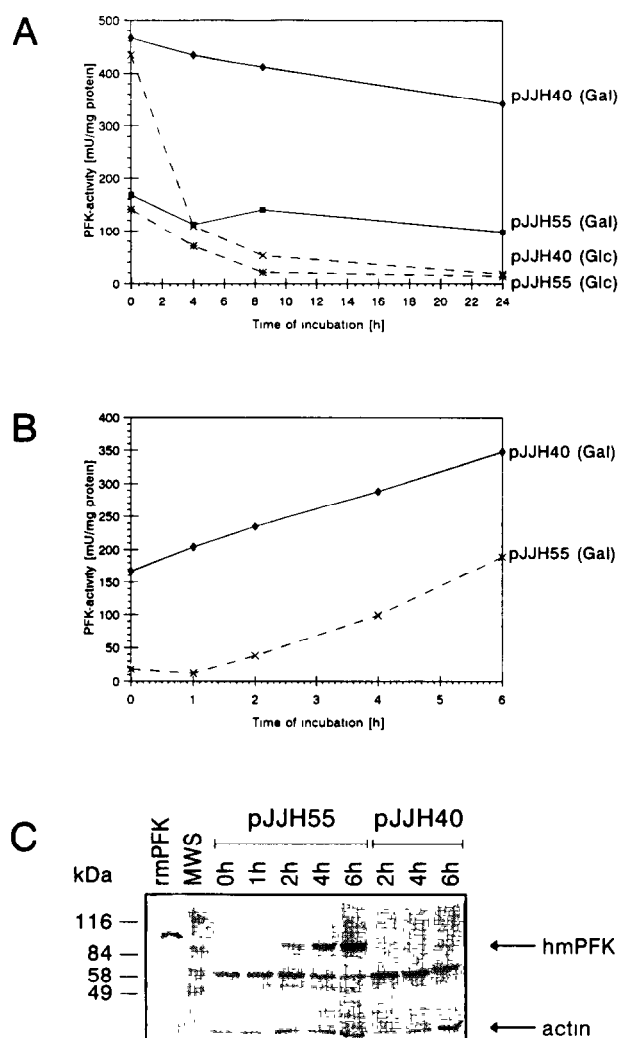 A
PFK-activity [mU/mg protein]
500
400
300
200
100
0
0 2 4 6 8 10 12 14 16 18 20 22 24
Time of incubation [h]
pJJH40 (Gal)
pJJH55 (Gal)
pJJH40 (Glc)
pJJH55 (Glc)
B
PFK-activity [mU/mg protein]
400
350
300
250
200
150
100
50
0
0 1 2 3 4 5 6
Time of incubation [h]
pJJH40 (Gal)
pJJH55 (Gal)
C
pJJH55 pJJH40
kDa rmPFK MWS 0h 1h 2h 4h 6h 2h 4h 6h
116
84
58
49
hmPFK
actin